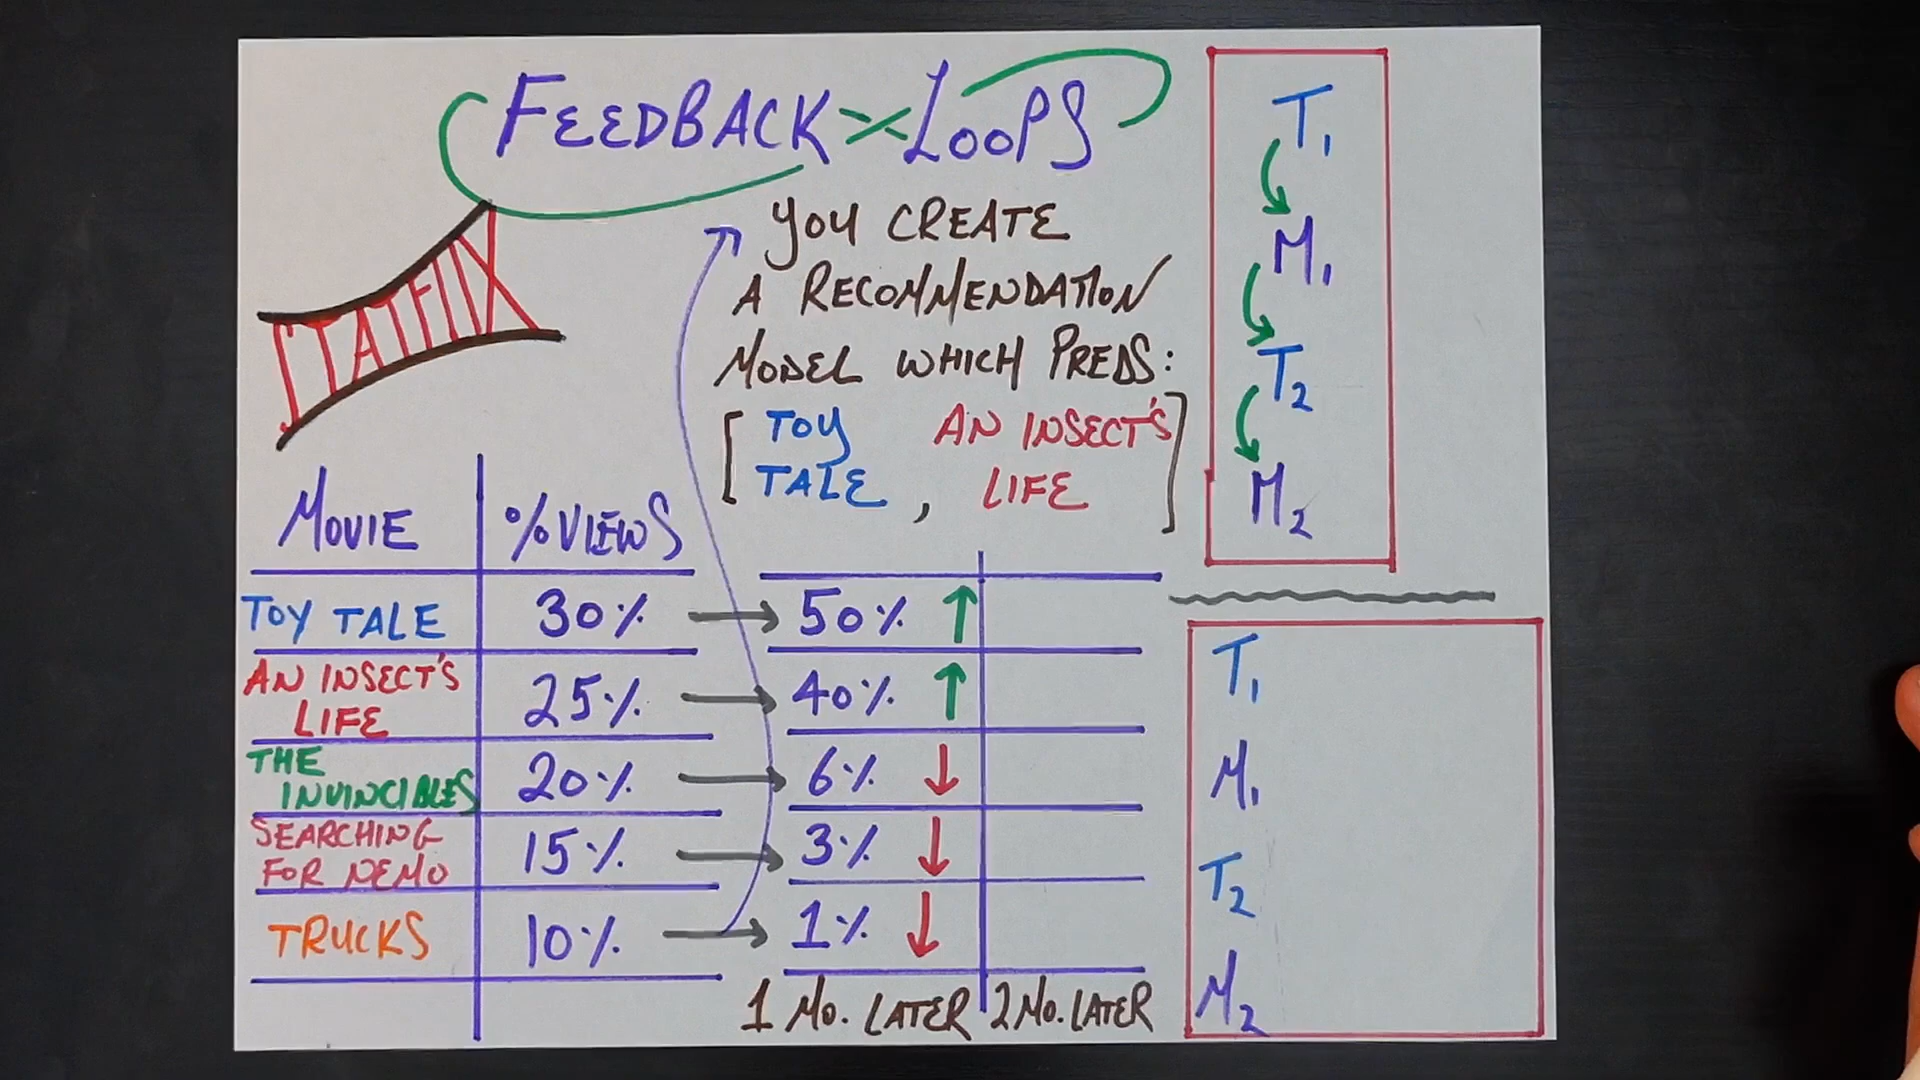 FEEDBACK LOOPS
STATFLIX
YOU CREATE
A RECOMMENDATION
MODEL WHICH PREDS:
[TOY TALE, AN INSECT'S LIFE]
MOVIE %VIEWS
TOY TALE 30% → 50% ↑
AN INSECT'S LIFE 25% → 40% ↑
THE INVINCIBLES 20% → 6% ↓
SEARCHING FOR NEMO 15% → 3% ↓
TRUCKS 10% → 1% ↓
1 MO. LATER 2 MO. LATER
T1
M1
T2
M2
T1
M1
T2
M2